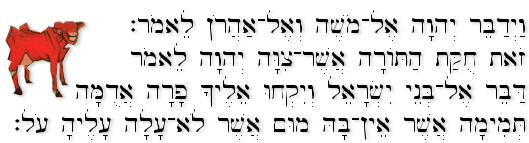 וַיְדַבֵּר יְהוָה אֶל־מֹשֶׁה וְאֶל־אַהֲרֹן לֵאמֹר׃
זֹאת חֻקַּת הַתּוֹרָה אֲשֶׁר־צִוָּה יְהוָה לֵאמֹר
דַּבֵּר אֶל־בְּנֵי יִשְׂרָאֵל וְיִקְחוּ אֵלֶיךָ פָרָה אֲדֻמָּה
תְּמִימָה אֲשֶׁר אֵין־בָּהּ מוּם אֲשֶׁר לֹא־עָלָה עָלֶיהָ עֹל׃